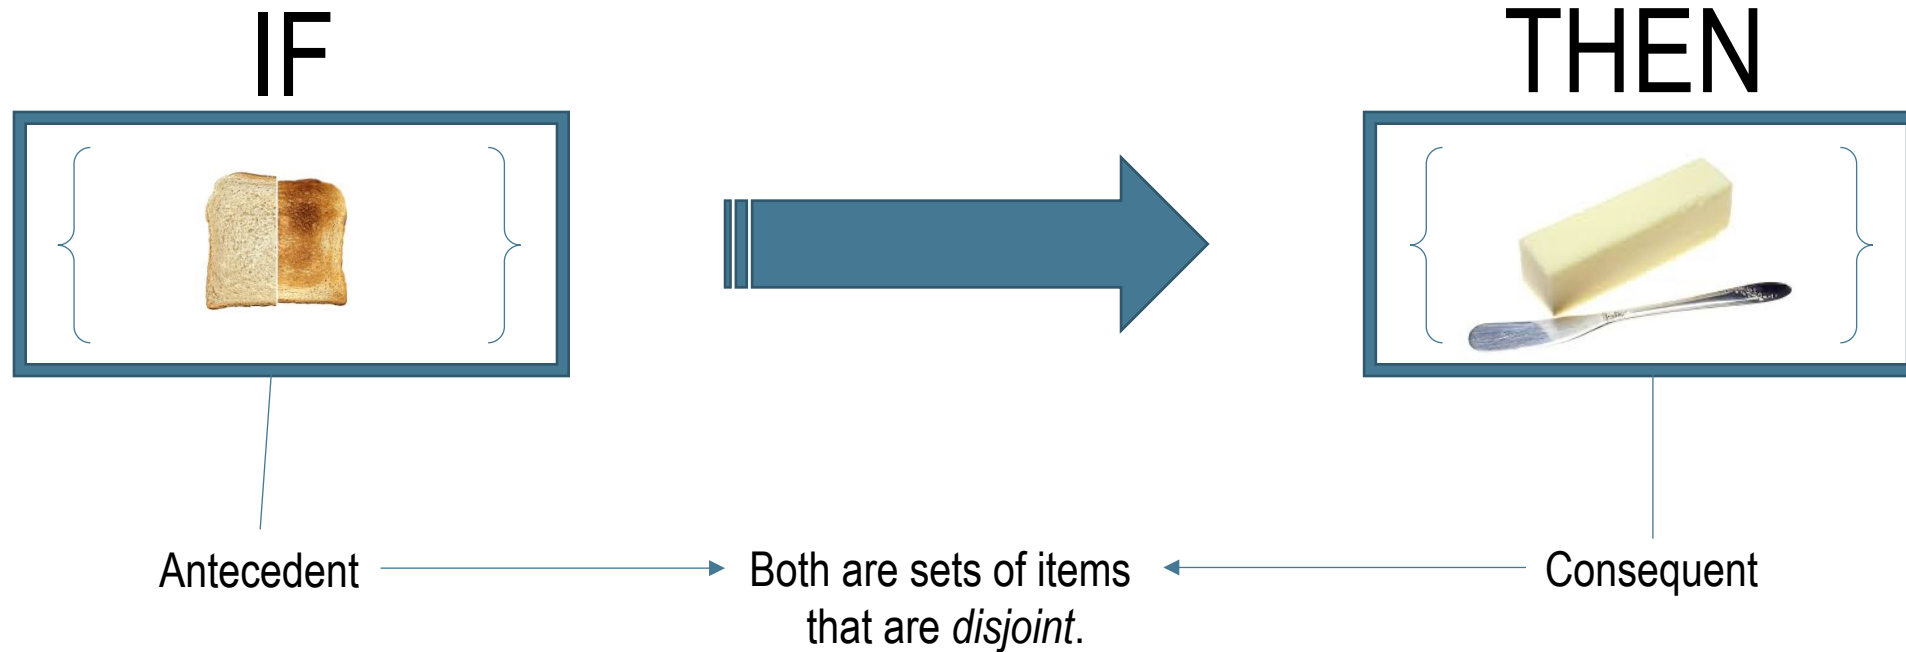 IF
THEN
Antecedent
Both are sets of items
that are disjoint.
Consequent